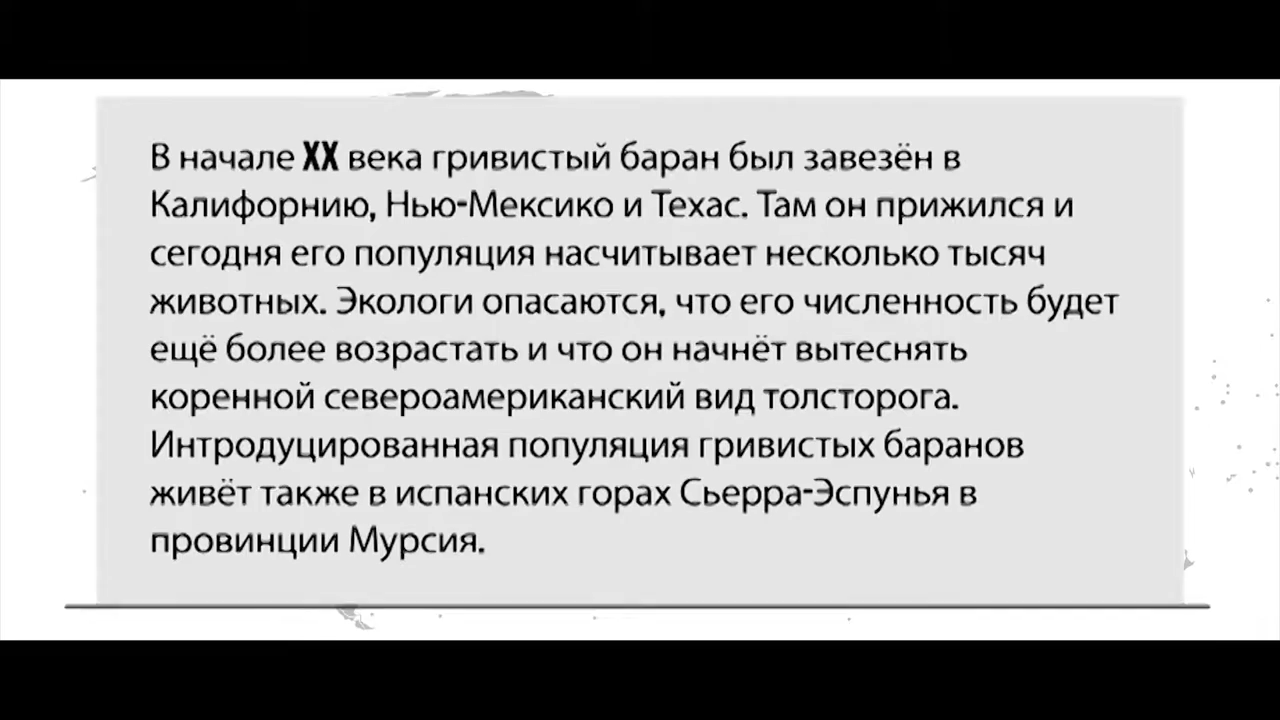 В начале XX века гривистый баран был завезён в
Калифорнию, Нью-Мексико и Техас. Там он прижился и
сегодня его популяция насчитывает несколько тысяч
животных. Экологи опасаются, что его численность будет
ещё более возрастать и что он начнёт вытеснять
коренной североамериканский вид толсторога.
Интродуцированная популяция гривистых баранов
живёт также в испанских горах Сьерра-Эспунья в
провинции Мурсия.